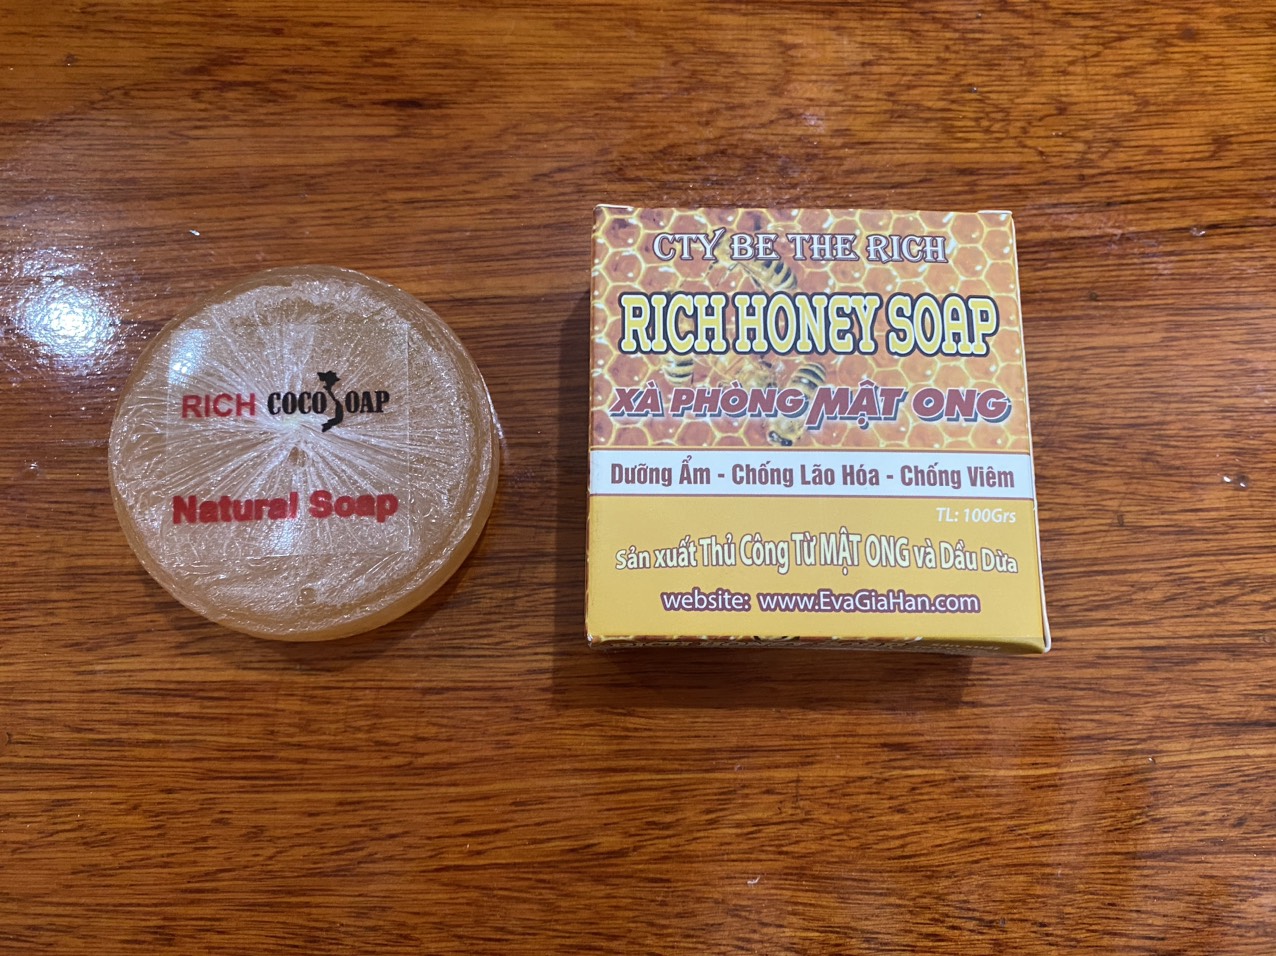 RICH COCOSOAP
Natural Soap
CTY BE THE RICH
RICH HONEY SOAP
XÀ PHÒNG MẬT ONG
Dưỡng Ẩm - Chống Lão Hóa - Chống Viêm
TL: 100Grs
sản xuất Thủ Công Từ MẬT ONG và Dầu Dừa
website: www.EvaGiaHan.com